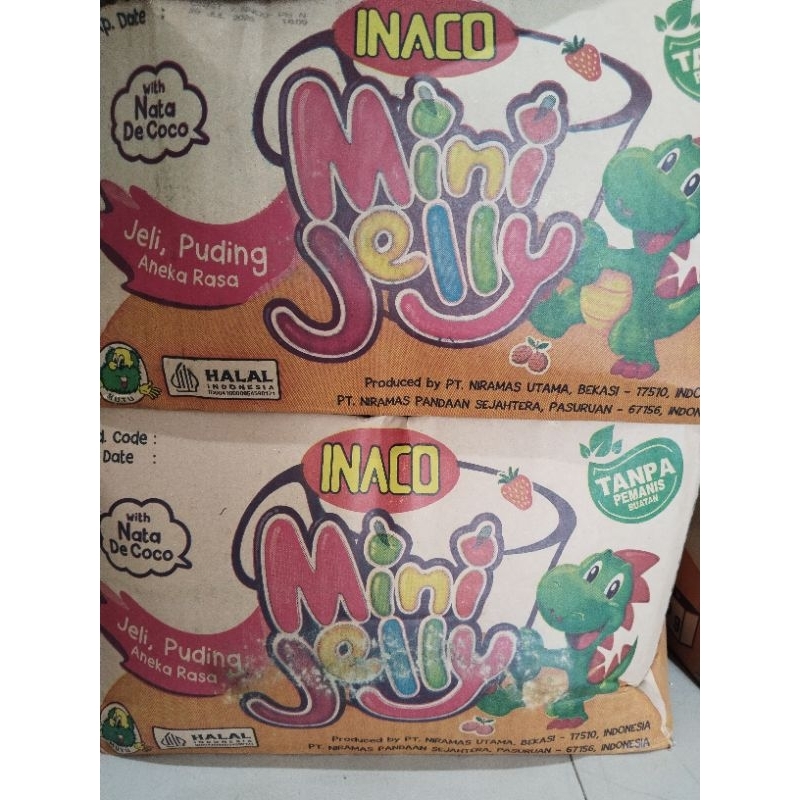 p. Date :
INACO
with
Nata
De Coco
Mini
Jelly
Jeli, Puding
Aneka Rasa
HALAL
INDONESIA
Produced by PT. NIRAMAS UTAMA, BEKASI - 17510, INDO
PT. NIRAMAS PANDAAN SEJAHTERA, PASURUAN - 67156, INDON
d. Code :
Date :
INACO
TANPA
PEMANIS
BUATAN
with
Nata
De Coco
Mini
Jelly
Jeli, Puding
Aneka Rasa
HALAL
INDONESIA
Produced by PT. NIRAMAS UTAMA, BEKASI - 17510, INDONESIA
PT. NIRAMAS PANDAAN SEJAHTERA, PASURUAN - 67156, INDONESIA